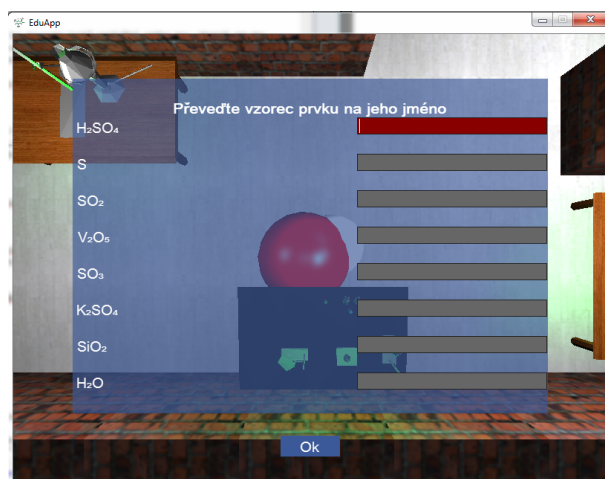 EduApp
Převeďte vzorec prvku na jeho jméno
H₂SO₄
S
SO₂
V₂O₅
SO₃
K₂SO₄
SiO₂
H₂O
Ok